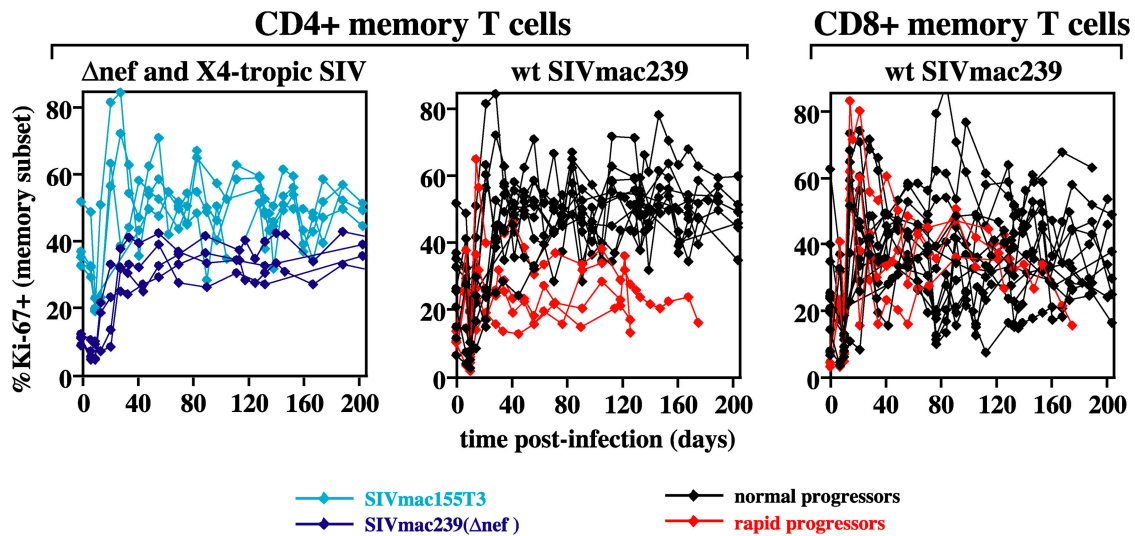 CD4+ memory T cells
CD8+ memory T cells
Δnef and X4-tropic SIV
wt SIVmac239
wt SIVmac239
%Ki-67+ (memory subset)
80
60
40
20
0
0 40 80 120 160 200
80
60
40
20
0
0 40 80 120 160 200
80
60
40
20
0
0 40 80 120 160 200
time post-infection (days)
SIVmac155T3
SIVmac239(Δnef )
normal progressors
rapid progressors